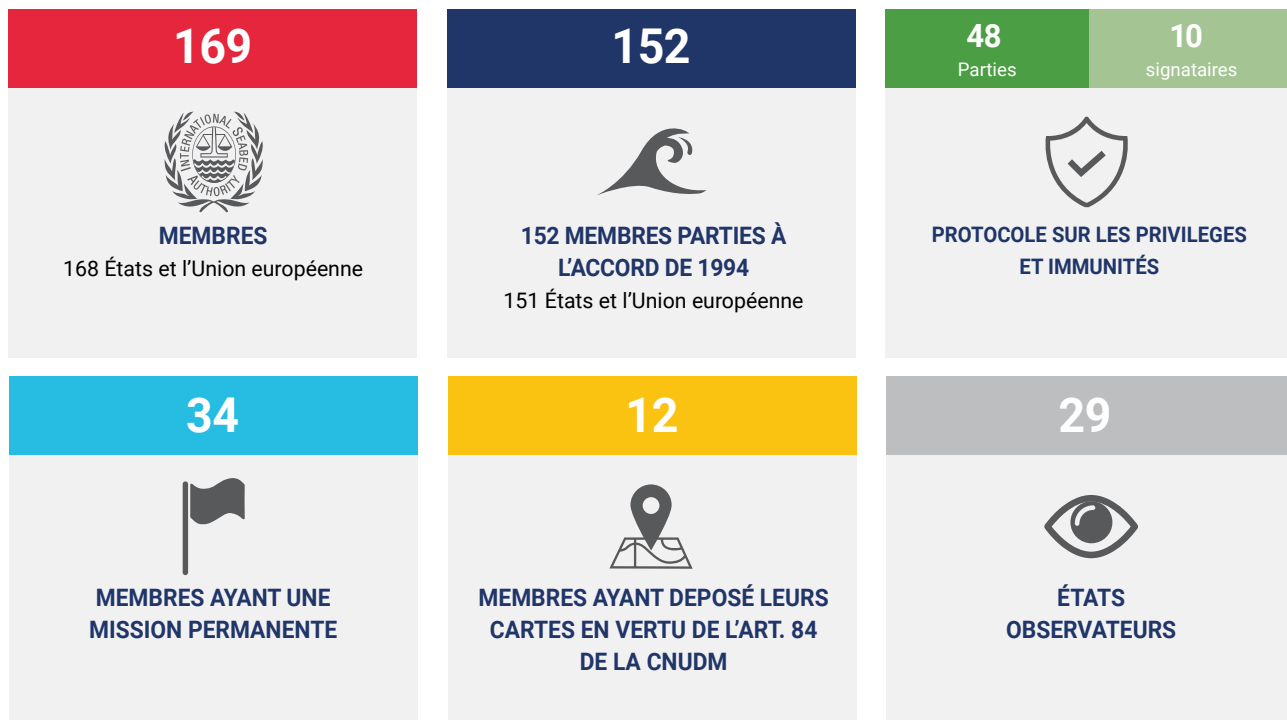 169
INTERNATIONAL SEABED
AUTHORITY
MEMBRES
168 États et l’Union européenne
152
152 MEMBRES PARTIES À
L’ACCORD DE 1994
151 États et l’Union européenne
48
Parties
10
signataires
PROTOCOLE SUR LES PRIVILEGES
ET IMMUNITÉS
34
MEMBRES AYANT UNE
MISSION PERMANENTE
12
MEMBRES AYANT DEPOSÉ LEURS
CARTES EN VERTU DE L’ART. 84
DE LA CNUDM
29
ÉTATS
OBSERVATEURS